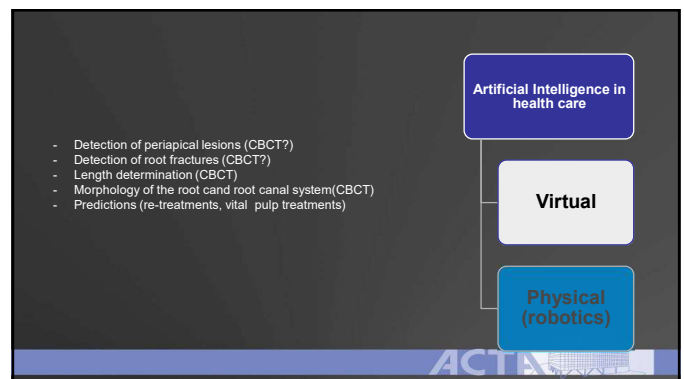 - Detection of periapical lesions (CBCT?)
- Detection of root fractures (CBCT?)
- Length determination (CBCT)
- Morphology of the root cand root canal system(CBCT)
- Predictions (re-treatments, vital pulp treatments)
Artificial Intelligence in
health care
Virtual
Physical
(robotics)
ACTA